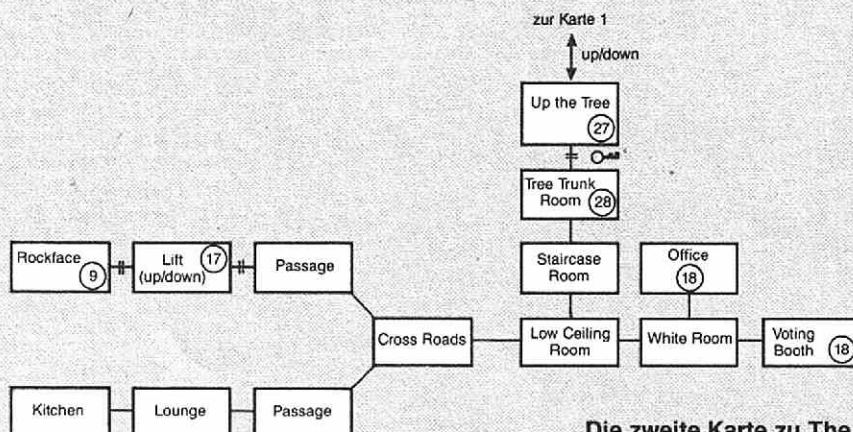 zur Karte 1
up/down
Up the Tree
27
Tree Trunk
Room 28
Rockface
9
Lift 17
(up/down)
Passage
Staircase
Room
Office
18
Cross Roads
Low Ceiling
Room
White Room
Voting
Booth 18
Kitchen
Lounge
Passage
Die zweite Karte zu The